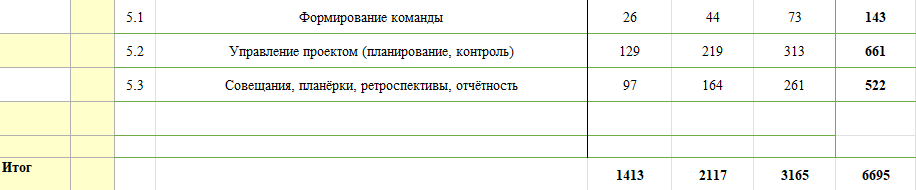 5.1 Формирование команды 26 44 73 143
5.2 Управление проектом (планирование, контроль) 129 219 313 661
5.3 Совещания, планёрки, ретроспективы, отчётность 97 164 261 522
Итог 1413 2117 3165 6695